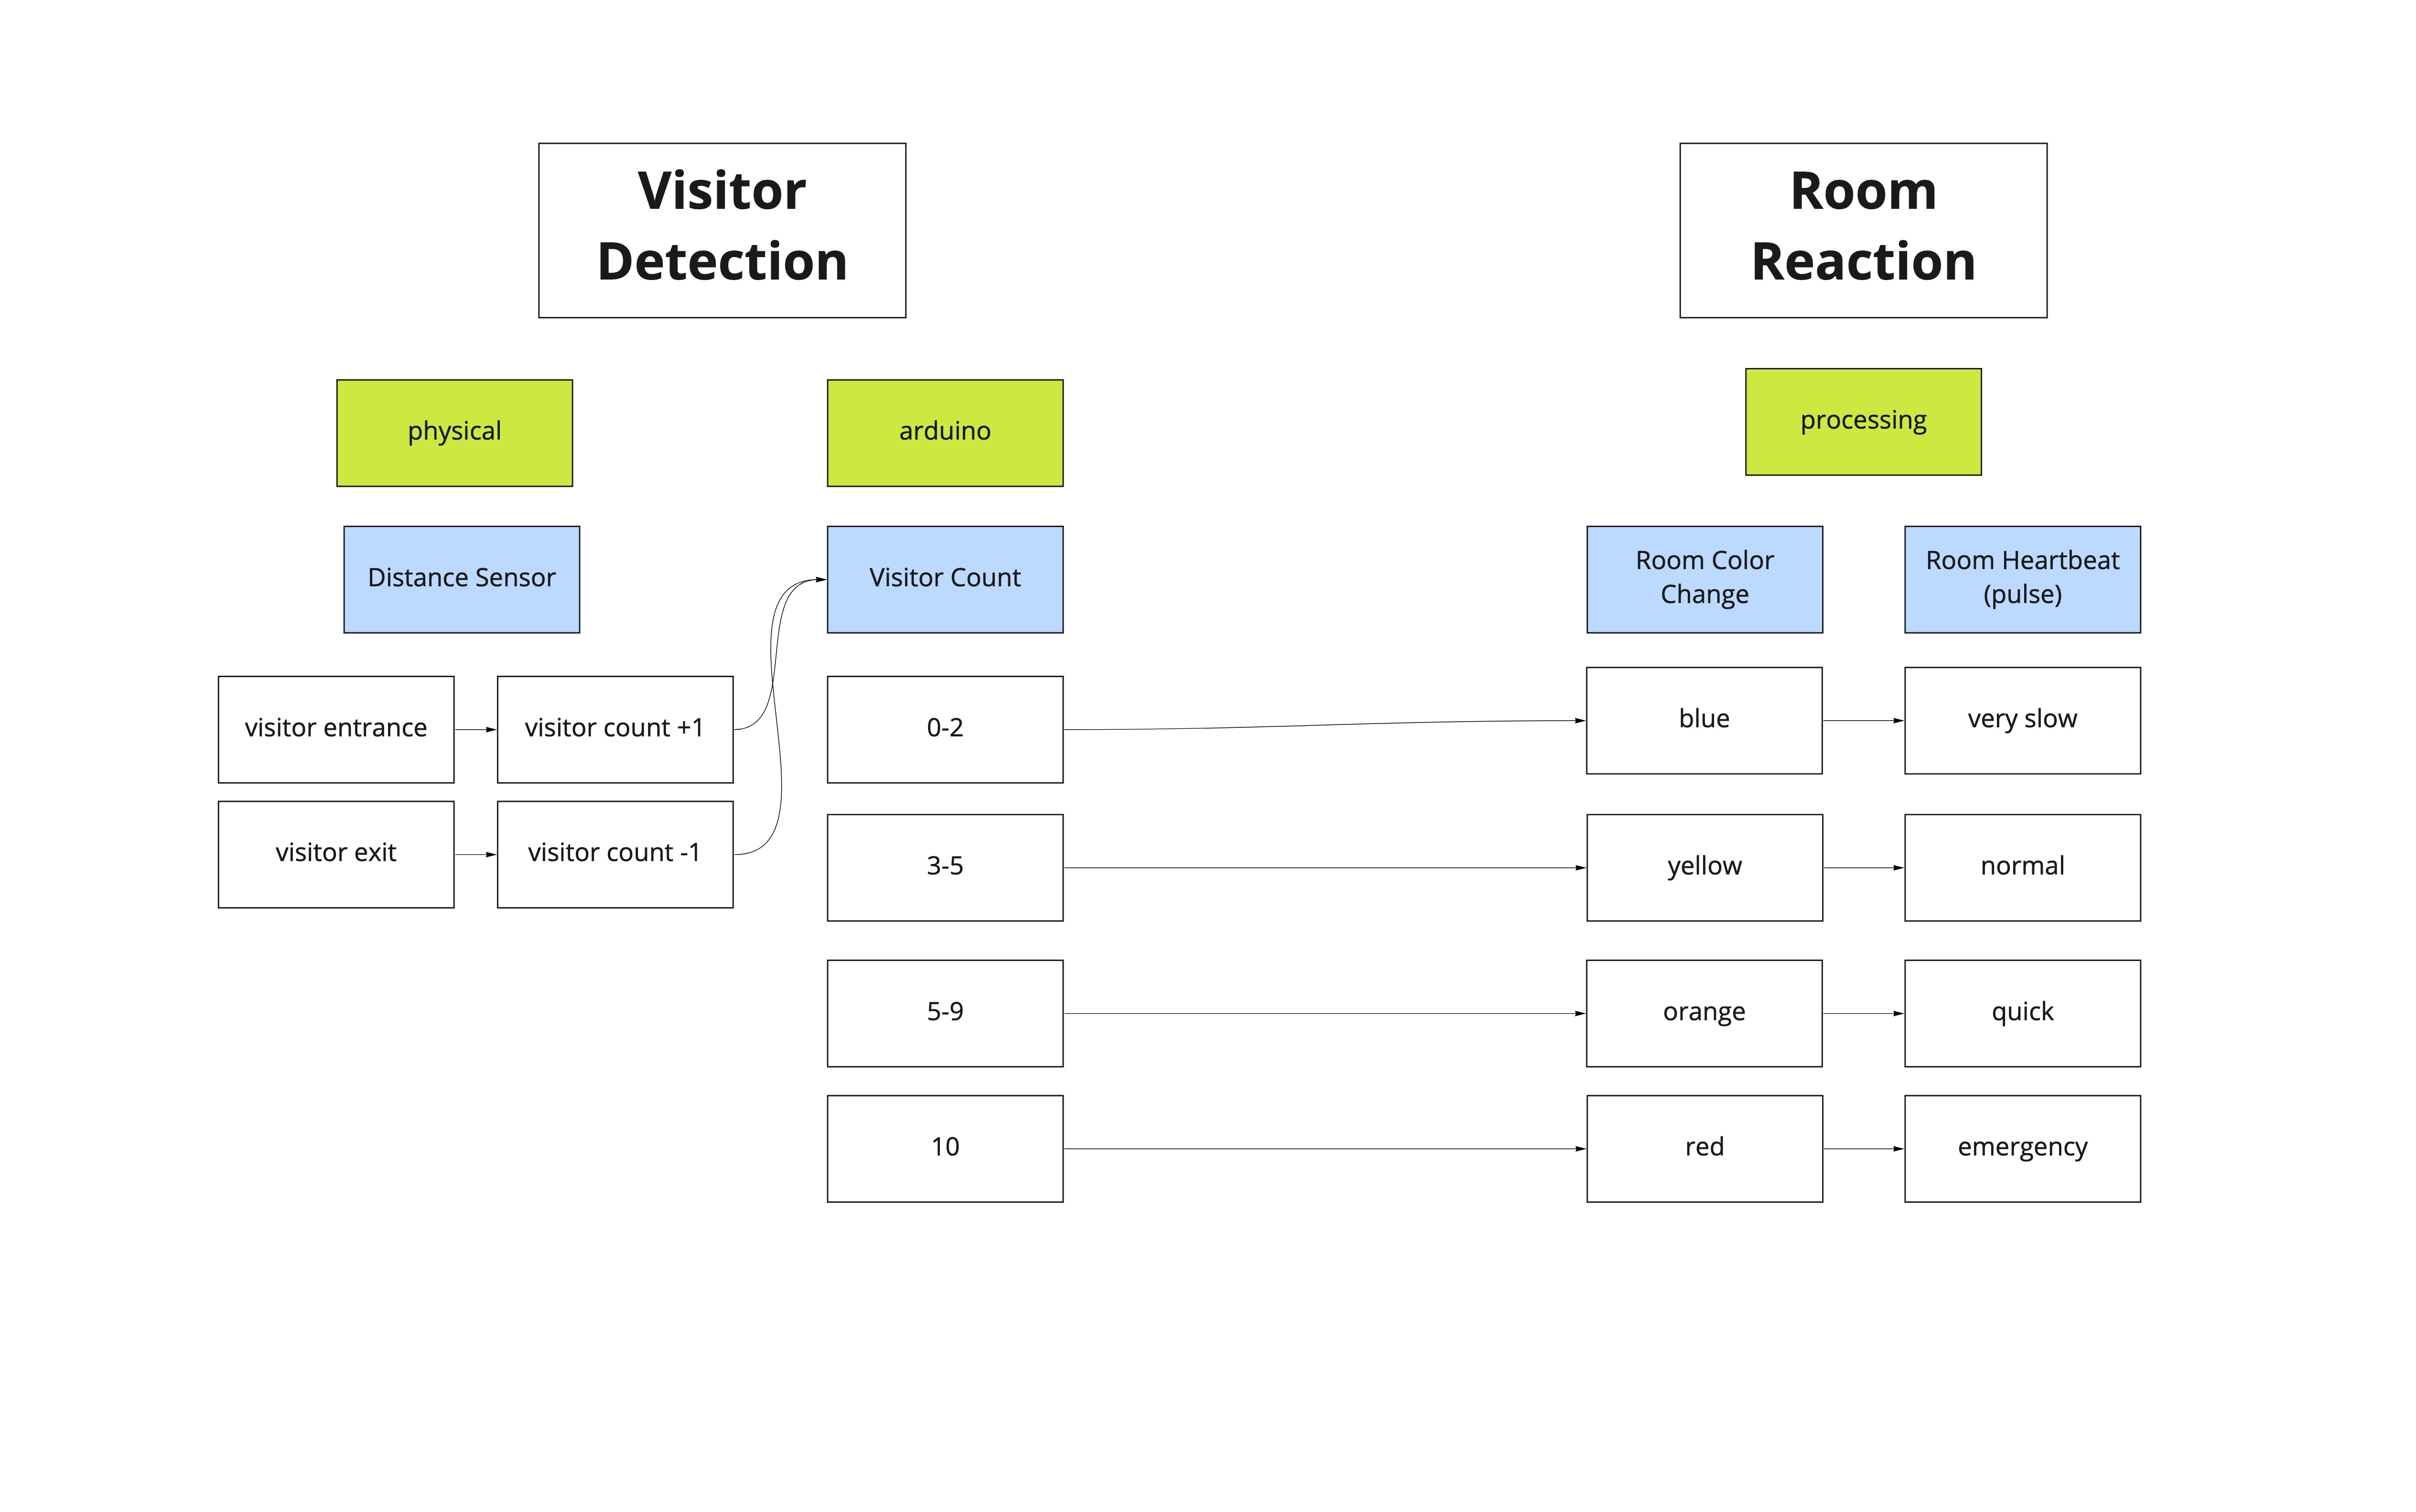 Visitor
Detection
Room
Reaction
physical
arduino
processing
Distance Sensor
Visitor Count
Room Color
Change
Room Heartbeat
(pulse)
visitor entrance
visitor count +1
0-2
blue
very slow
visitor exit
visitor count -1
3-5
yellow
normal
5-9
orange
quick
10
red
emergency